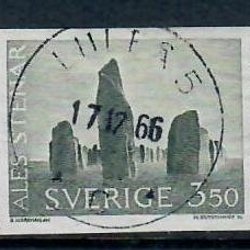 ALES STENAR
LULEÅ 5
17 12 66
SVERIGE 3.50